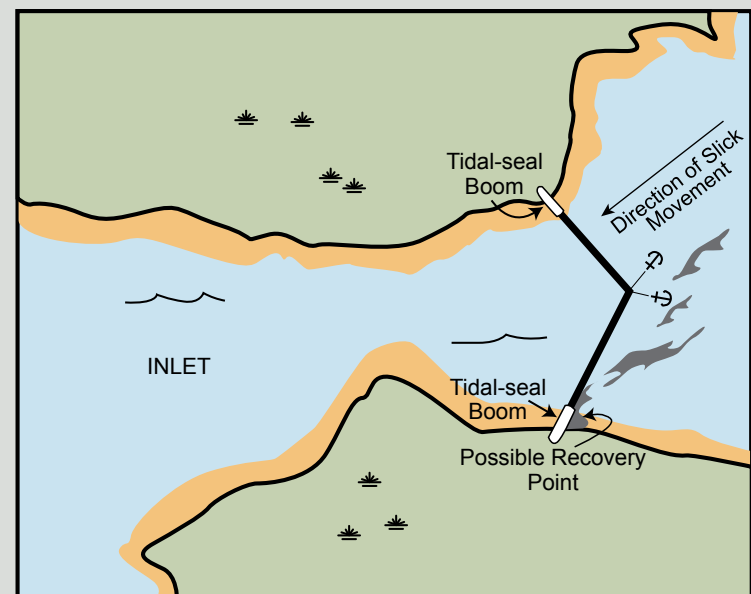 Tidal-seal
Boom
Direction of Slick
Movement
INLET
Tidal-seal
Boom
Possible Recovery
Point